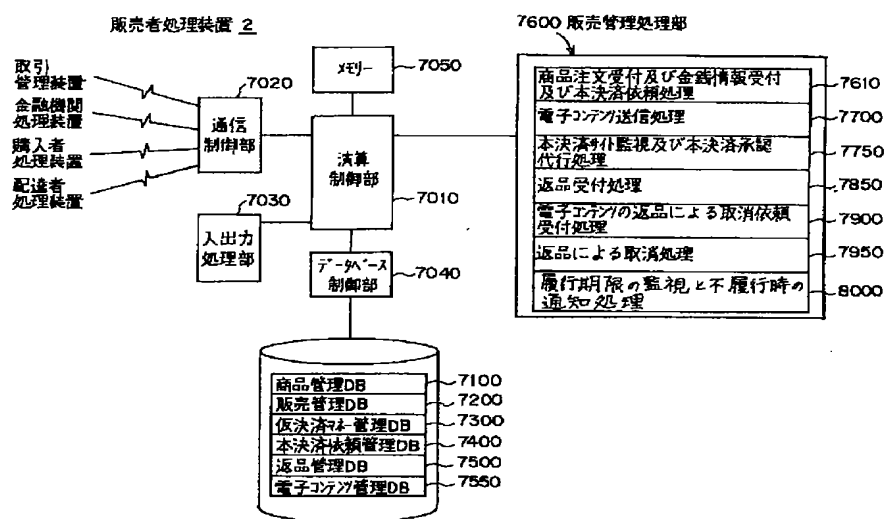 販売者処理装置 2
取引
管理装置
金融機関
処理装置
購入者
処理装置
配達者
処理装置
7020
通信
制御部
メモリー
7050
演算
制御部
7010
7030
入出力
処理部
データベース
制御部
7040
商品管理DB
7100
販売管理DB
7200
仮決済マネー管理DB
7300
本決済依頼管理DB
7400
返品管理DB
7500
電子コンテンツ管理DB
7550
7600 販売管理処理部
商品注文受付及び金銭情報受付
及び本決済依頼処理
7610
電子コンテンツ送信処理
7700
本決済サイト監視及び本決済承認
代行処理
7750
返品受付処理
7850
電子コンテンツの返品による取消依頼
受付処理
7900
返品による取消処理
7950
履行期限の監視と不履行時の
通知処理
8000